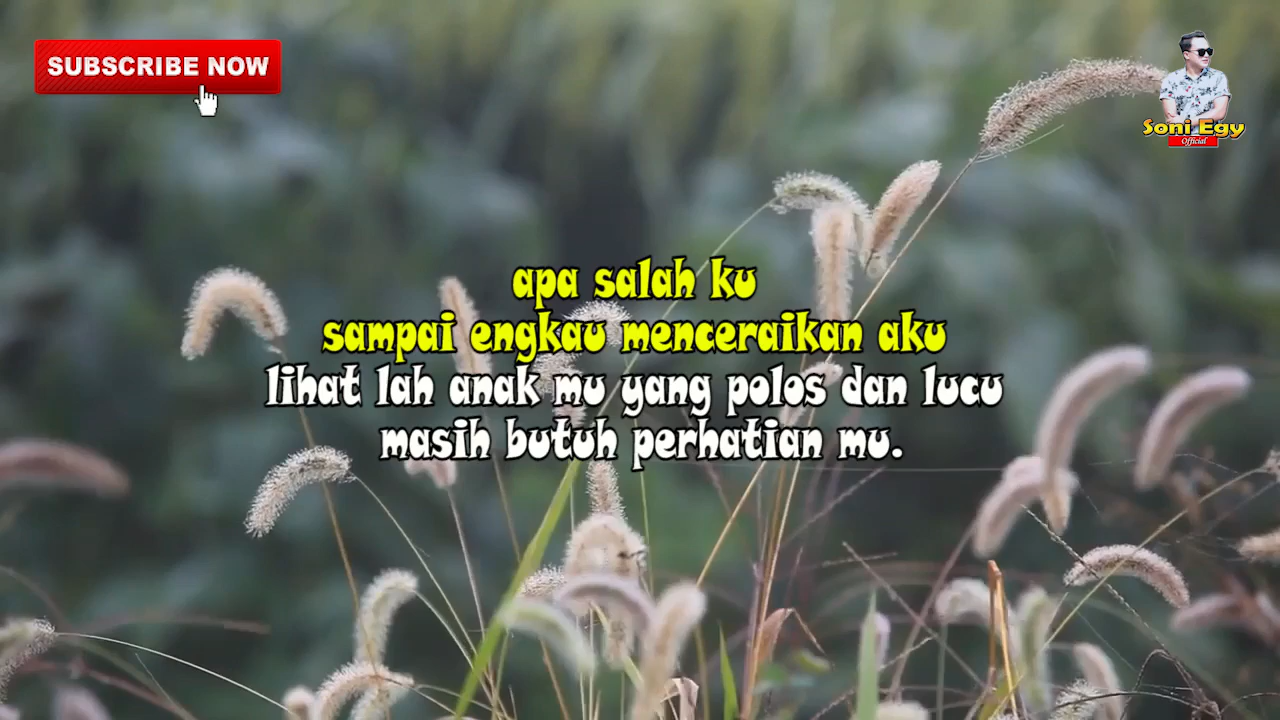 SUBSCRIBE NOW
Soni Egy
Official
apa salah ku
sampai engkau menceraikan aku
lihat lah anak mu yang polos dan lucu
masih butuh perhatian mu.